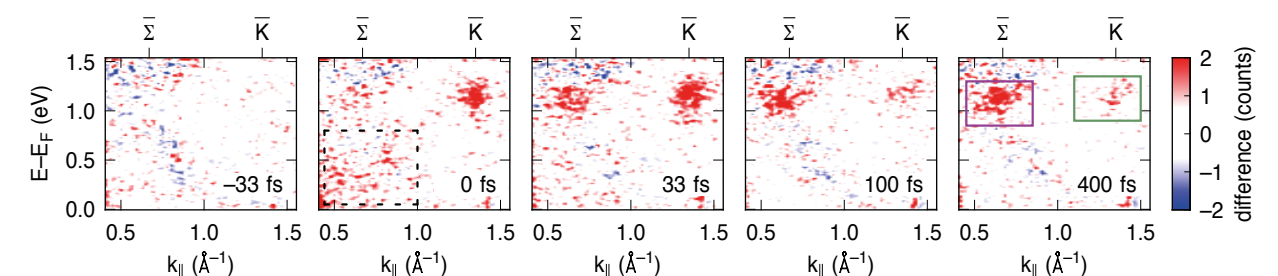 Σ̅ K̅ Σ̅ K̅ Σ̅ K̅ Σ̅ K̅ Σ̅ K̅
E–E_F (eV)
1.5
1.0
0.5
0.0
–33 fs
0 fs
33 fs
100 fs
400 fs
0.5 1.0 1.5 0.5 1.0 1.5 0.5 1.0 1.5 0.5 1.0 1.5 0.5 1.0 1.5
k_|| (Å⁻¹) k_|| (Å⁻¹) k_|| (Å⁻¹) k_|| (Å⁻¹) k_|| (Å⁻¹)
2
1
0
−1
−2
difference (counts)